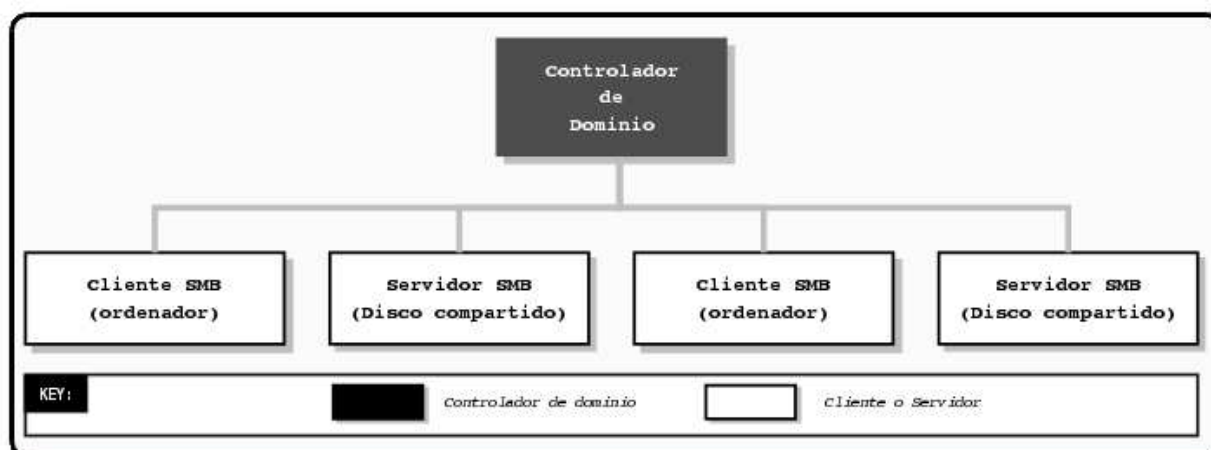 Controlador
de
Dominio
Cliente SMB
(ordenador)
Servidor SMB
(Disco compartido)
Cliente SMB
(ordenador)
Servidor SMB
(Disco compartido)
KEY:
Controlador de dominio
Cliente o Servidor